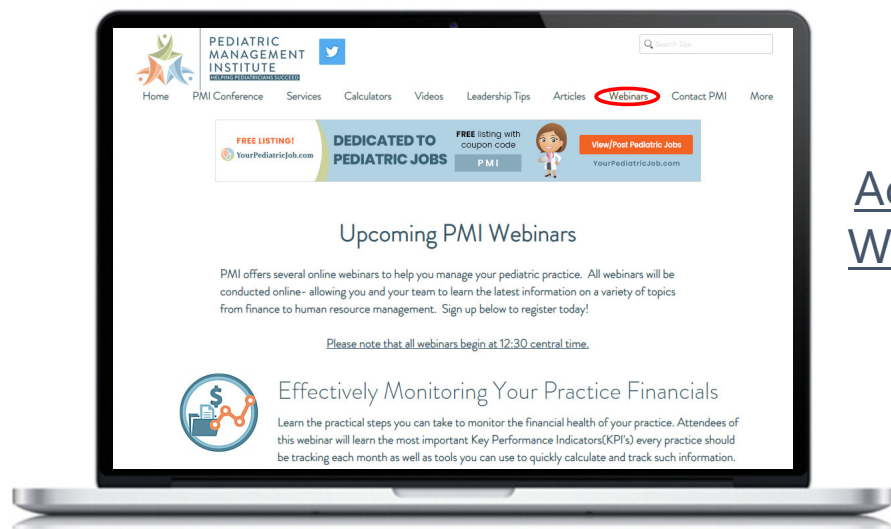 PEDIATRIC
MANAGEMENT
INSTITUTE
HELPING PEDIATRICIANS SUCCEED
Search Site
Home PMI Conference Services Calculators Videos Leadership Tips Articles Webinars Contact PMI More
FREE LISTING!
YourPediatricJob.com
DEDICATED TO
PEDIATRIC JOBS
FREE listing with
coupon code
PMI
View/Post Pediatric Jobs
YourPediatricJob.com
Upcoming PMI Webinars
PMI offers several online webinars to help you manage your pediatric practice. All webinars will be
conducted online- allowing you and your team to learn the latest information on a variety of topics
from finance to human resource management. Sign up below to register today!
Please note that all webinars begin at 12:30 central time.
Effectively Monitoring Your Practice Financials
Learn the practical steps you can take to monitor the financial health of your practice. Attendees of
this webinar will learn the most important Key Performance Indicators(KPI's) every practice should
be tracking each month as well as tools you can use to quickly calculate and track such information.